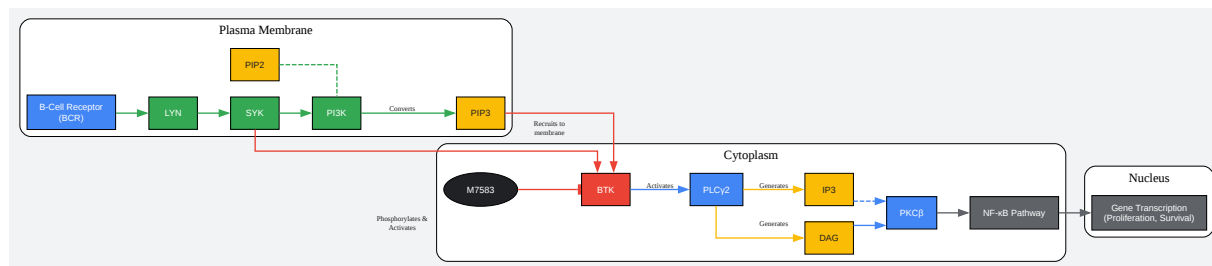 Plasma Membrane
PIP2
B-Cell Receptor
(BCR)
LYN
SYK
PI3K
Converts
PIP3
Recruits to
membrane
Cytoplasm
M7583
BTK
Activates
PLCγ2
Generates
IP3
Phosphorylates &
Activates
Generates
DAG
PKCβ
NF-κB Pathway
Nucleus
Gene Transcription
(Proliferation, Survival)